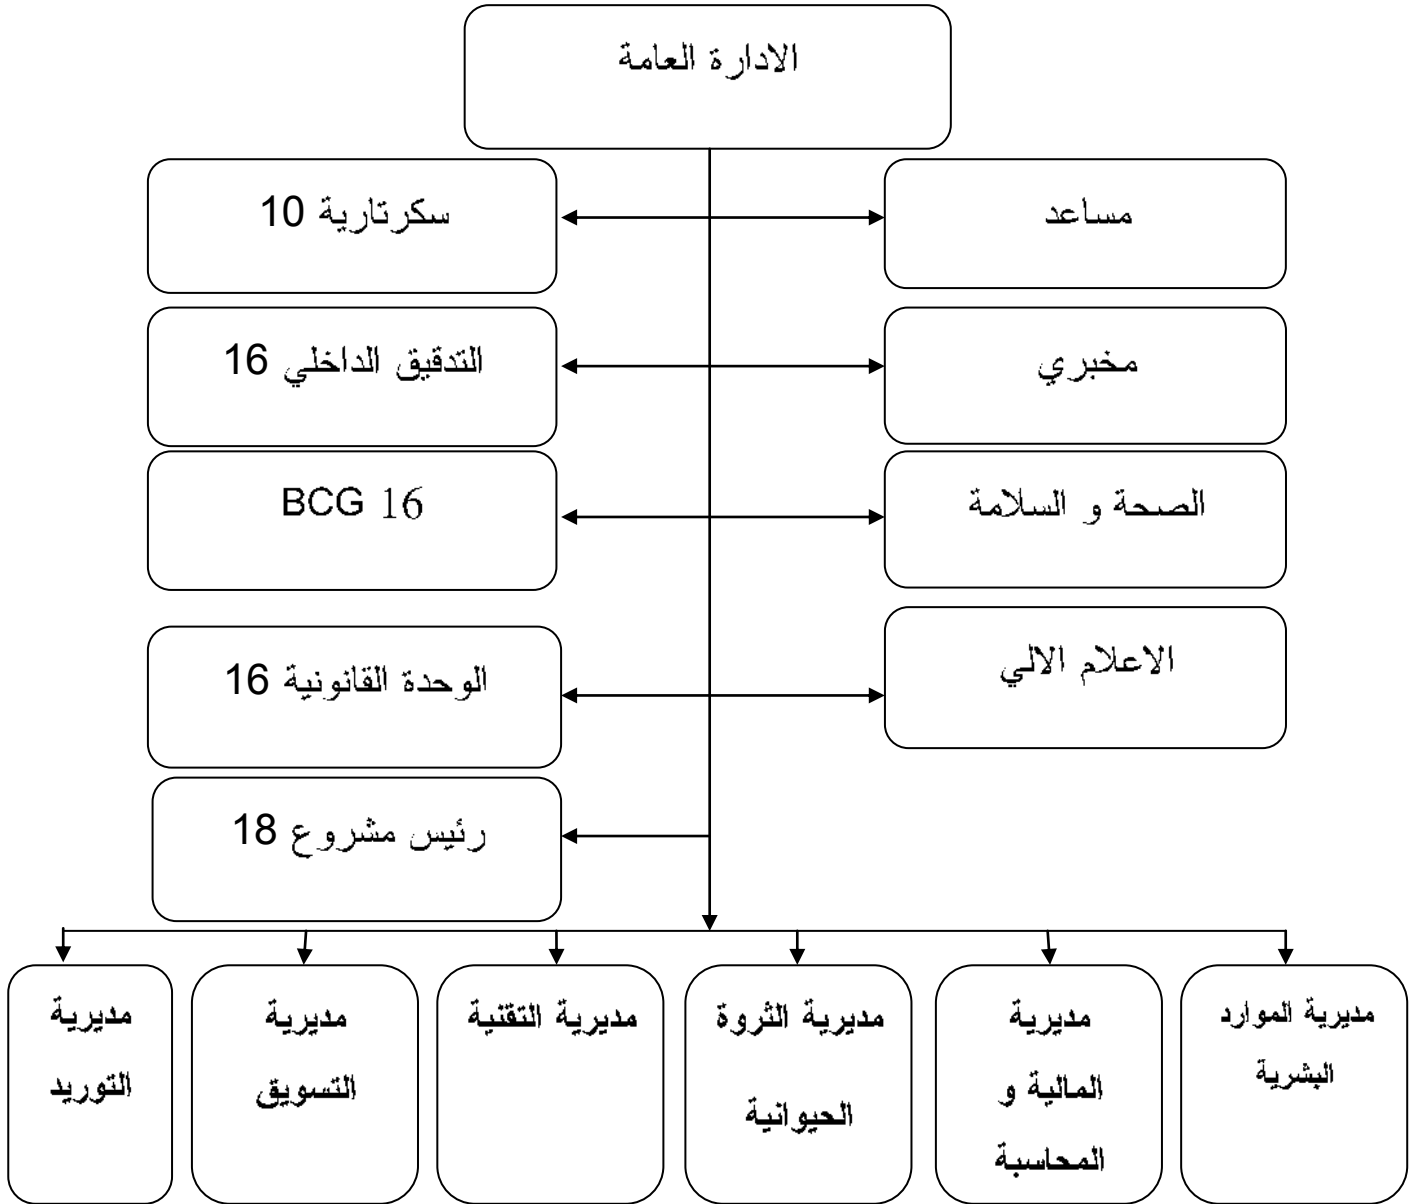 الادارة العامة
مساعد
سكرتارية 10
مخبري
التدقيق الداخلي 16
الصحة و السلامة
BCG 16
الاعلام الالي
الوحدة القانونية 16
رئيس مشروع 18
مديرية الموارد
البشرية
مديرية
المالية و
المحاسبة
مديرية الثروة
الحيوانية
مديرية التقنية
مديرية
التسويق
مديرية
التوريد